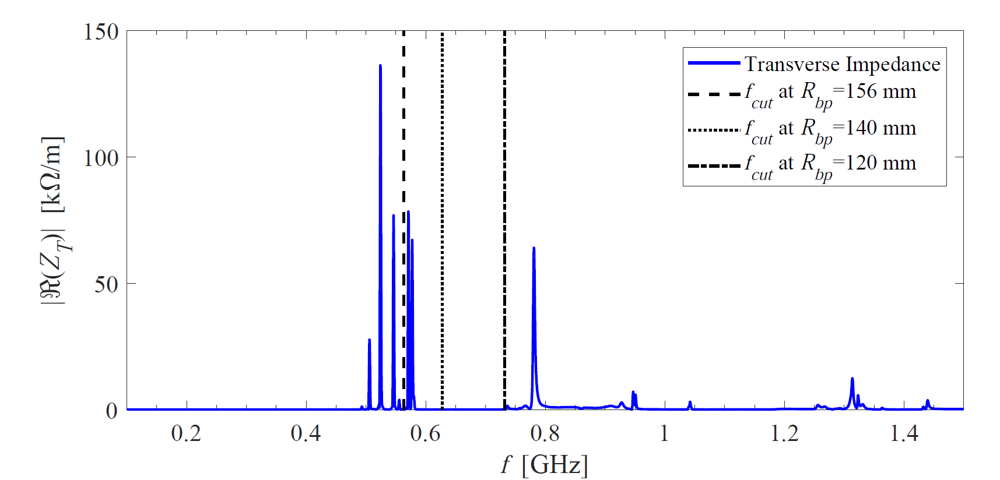 150
100
50
0
|ℜ(Z_T)| [kΩ/m]
Transverse Impedance
f_cut at R_bp=156 mm
f_cut at R_bp=140 mm
f_cut at R_bp=120 mm
0.2 0.4 0.6 0.8 1 1.2 1.4
f [GHz]